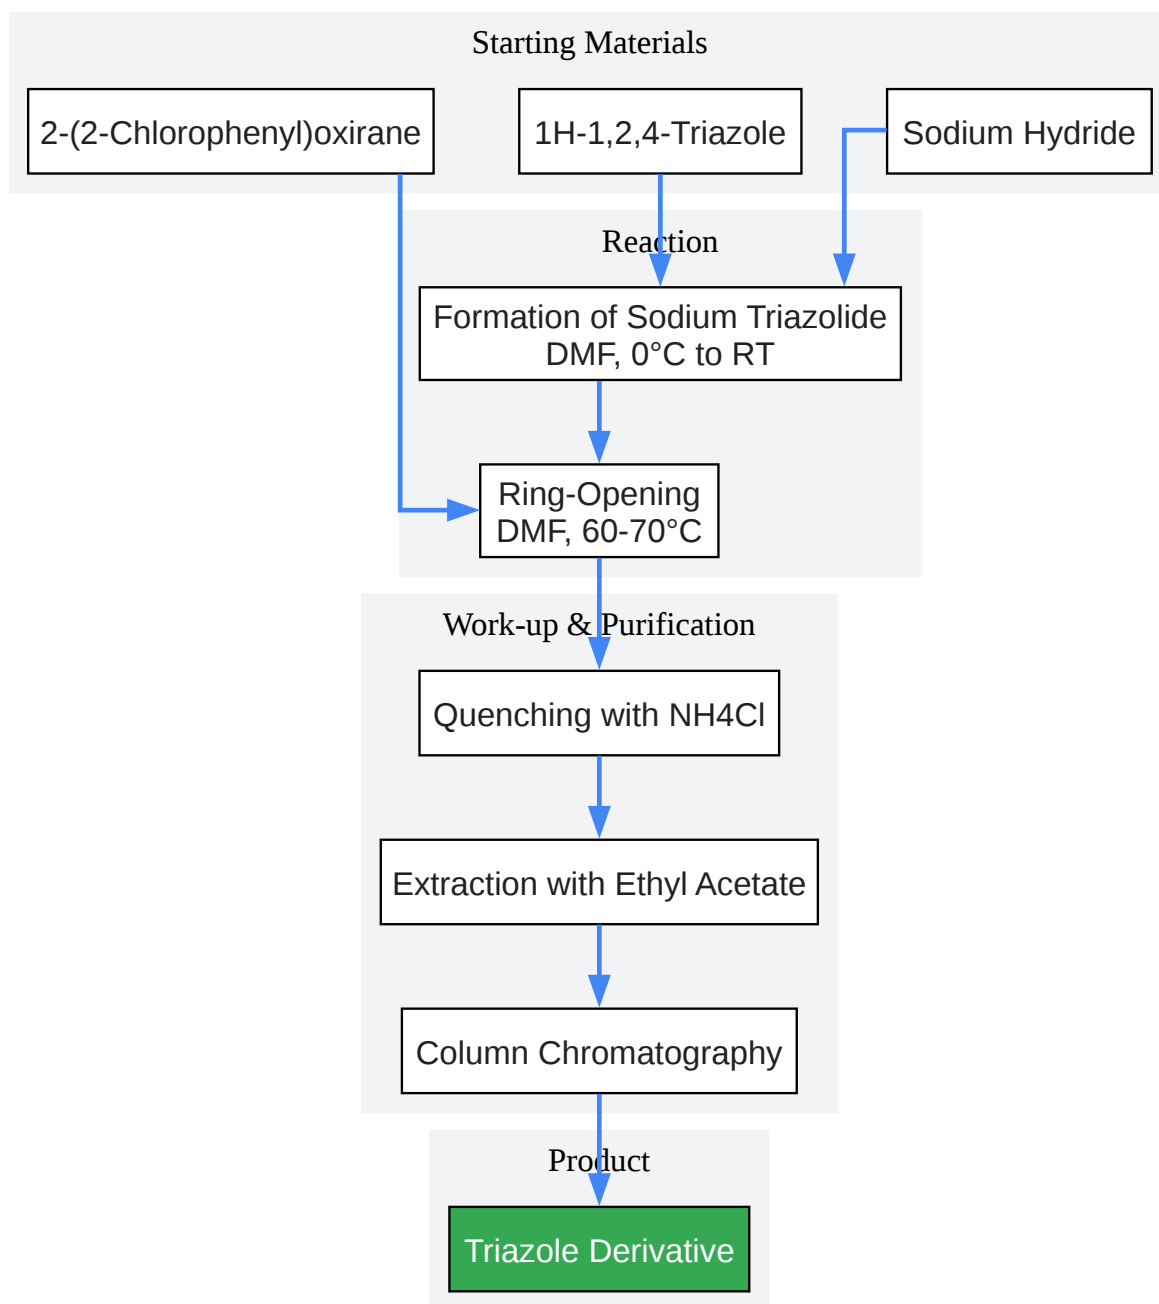 Starting Materials
2-(2-Chlorophenyl)oxirane
1H-1,2,4-Triazole
Sodium Hydride
Reaction
Formation of Sodium Triazolide
DMF, 0°C to RT
Ring-Opening
DMF, 60-70°C
Work-up & Purification
Quenching with NH4Cl
Extraction with Ethyl Acetate
Column Chromatography
Product
Triazole Derivative